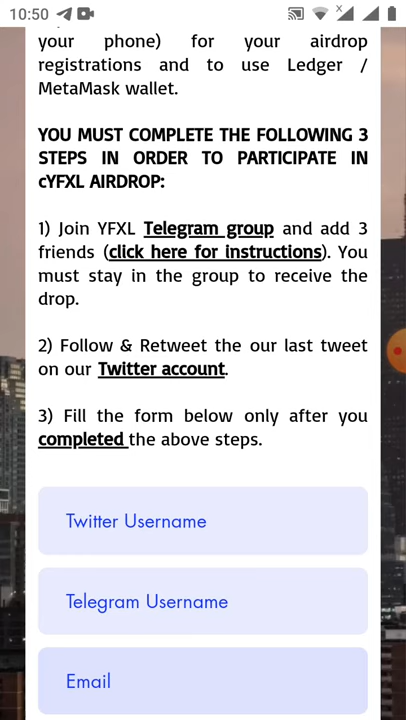 10:50
your phone) for your airdrop
registrations and to use Ledger /
MetaMask wallet.
YOU MUST COMPLETE THE FOLLOWING 3
STEPS IN ORDER TO PARTICIPATE IN
cYFXL AIRDROP:
1) Join YFXL Telegram group and add 3
friends (click here for instructions). You
must stay in the group to receive the
drop.
2) Follow & Retweet the our last tweet
on our Twitter account.
3) Fill the form below only after you
completed the above steps.
Twitter Username
Telegram Username
Email